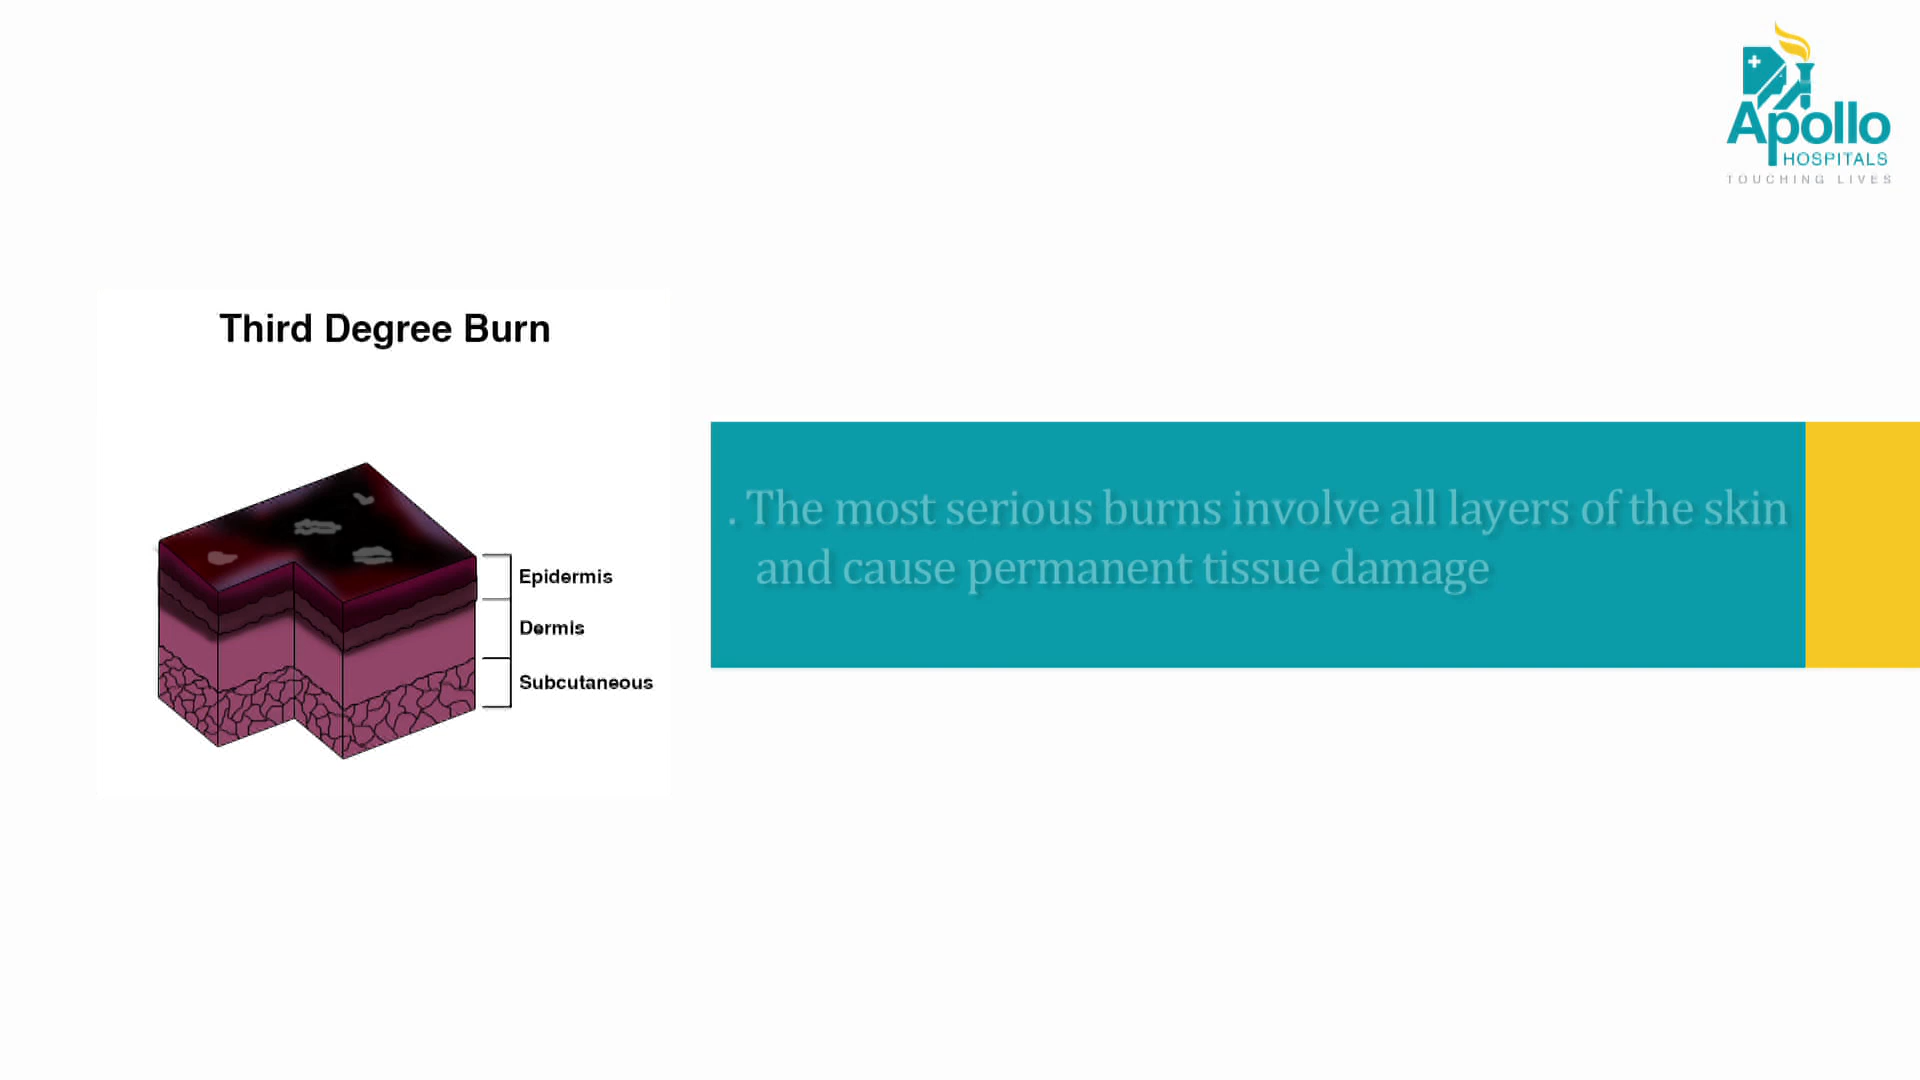 Apollo
HOSPITALS
TOUCHING LIVES
Third Degree Burn
Epidermis
Dermis
Subcutaneous
. The most serious burns involve all layers of the skin
and cause permanent tissue damage